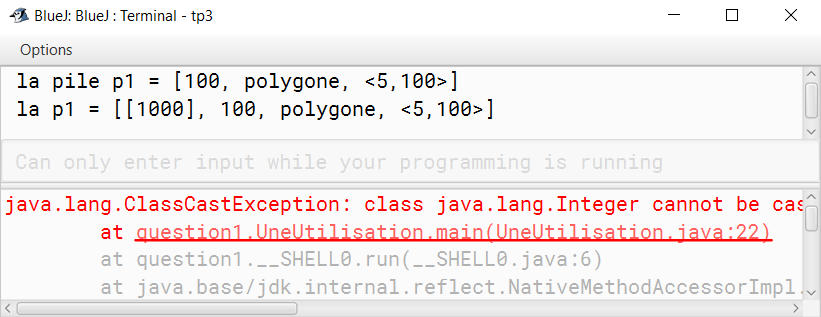 BlueJ: BlueJ : Terminal - tp3
Options
la pile p1 = [100, polygone, <5,100>]
la p1 = [[1000], 100, polygone, <5,100>]
Can only enter input while your programming is running
java.lang.ClassCastException: class java.lang.Integer cannot be cas
at question1.UneUtilisation.main(UneUtilisation.java:22)
at question1.__SHELL0.run(__SHELL0.java:6)
at java.base/jdk.internal.reflect.NativeMethodAccessorImpl.